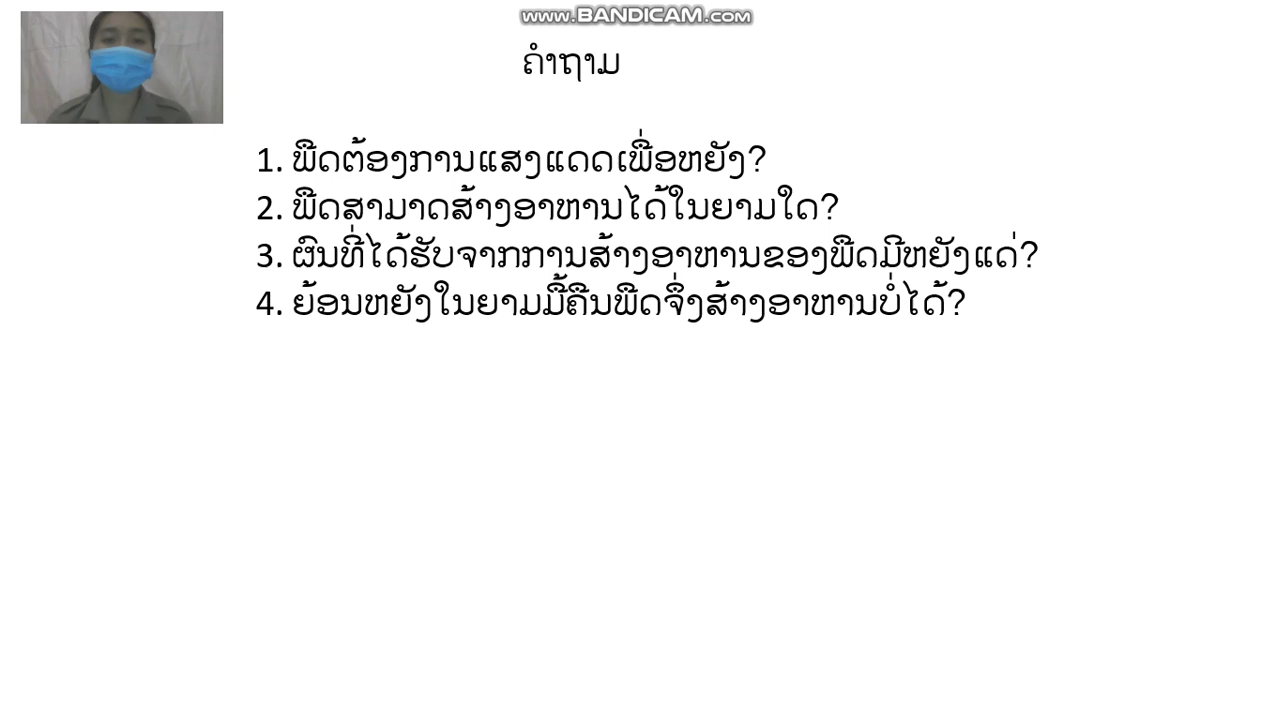 www.BANDICAM.com
ຄຳຖາມ
1. ພືດຕ້ອງການແສງແດດເພື່ອຫຍັງ?
2. ພືດສາມາດສ້າງອາຫານໄດ້ໃນຍາມໃດ?
3. ຜົນທີ່ໄດ້ຮັບຈາກການສ້າງອາຫານຂອງພືດມີຫຍັງແດ່?
4. ຍ້ອນຫຍັງໃນຍາມມື້ຄືນພືດຈຶ່ງສ້າງອາຫານບໍ່ໄດ້?